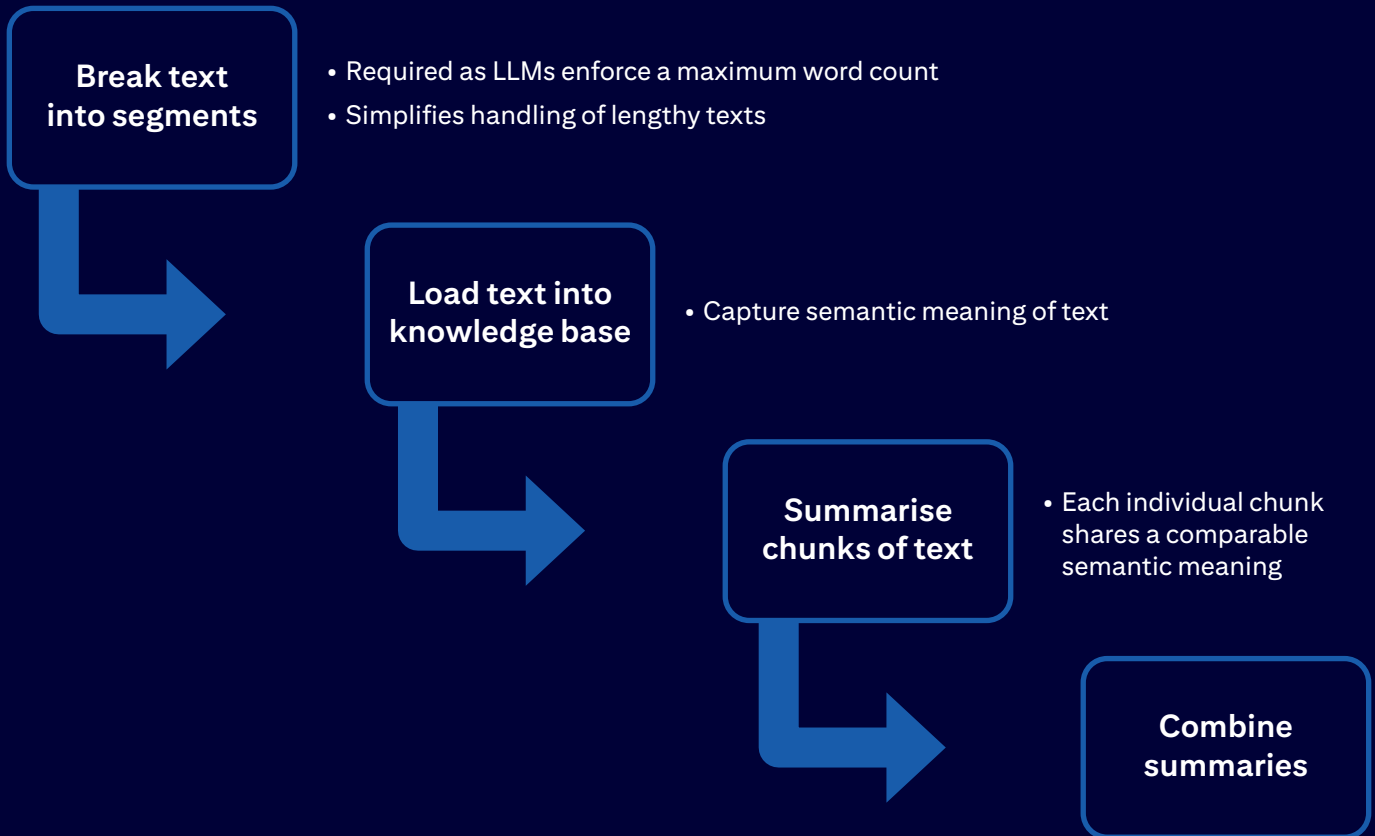 Break text
into segments
• Required as LLMs enforce a maximum word count
• Simplifies handling of lengthy texts
Load text into
knowledge base
• Capture semantic meaning of text
Summarise
chunks of text
• Each individual chunk
shares a comparable
semantic meaning
Combine
summaries